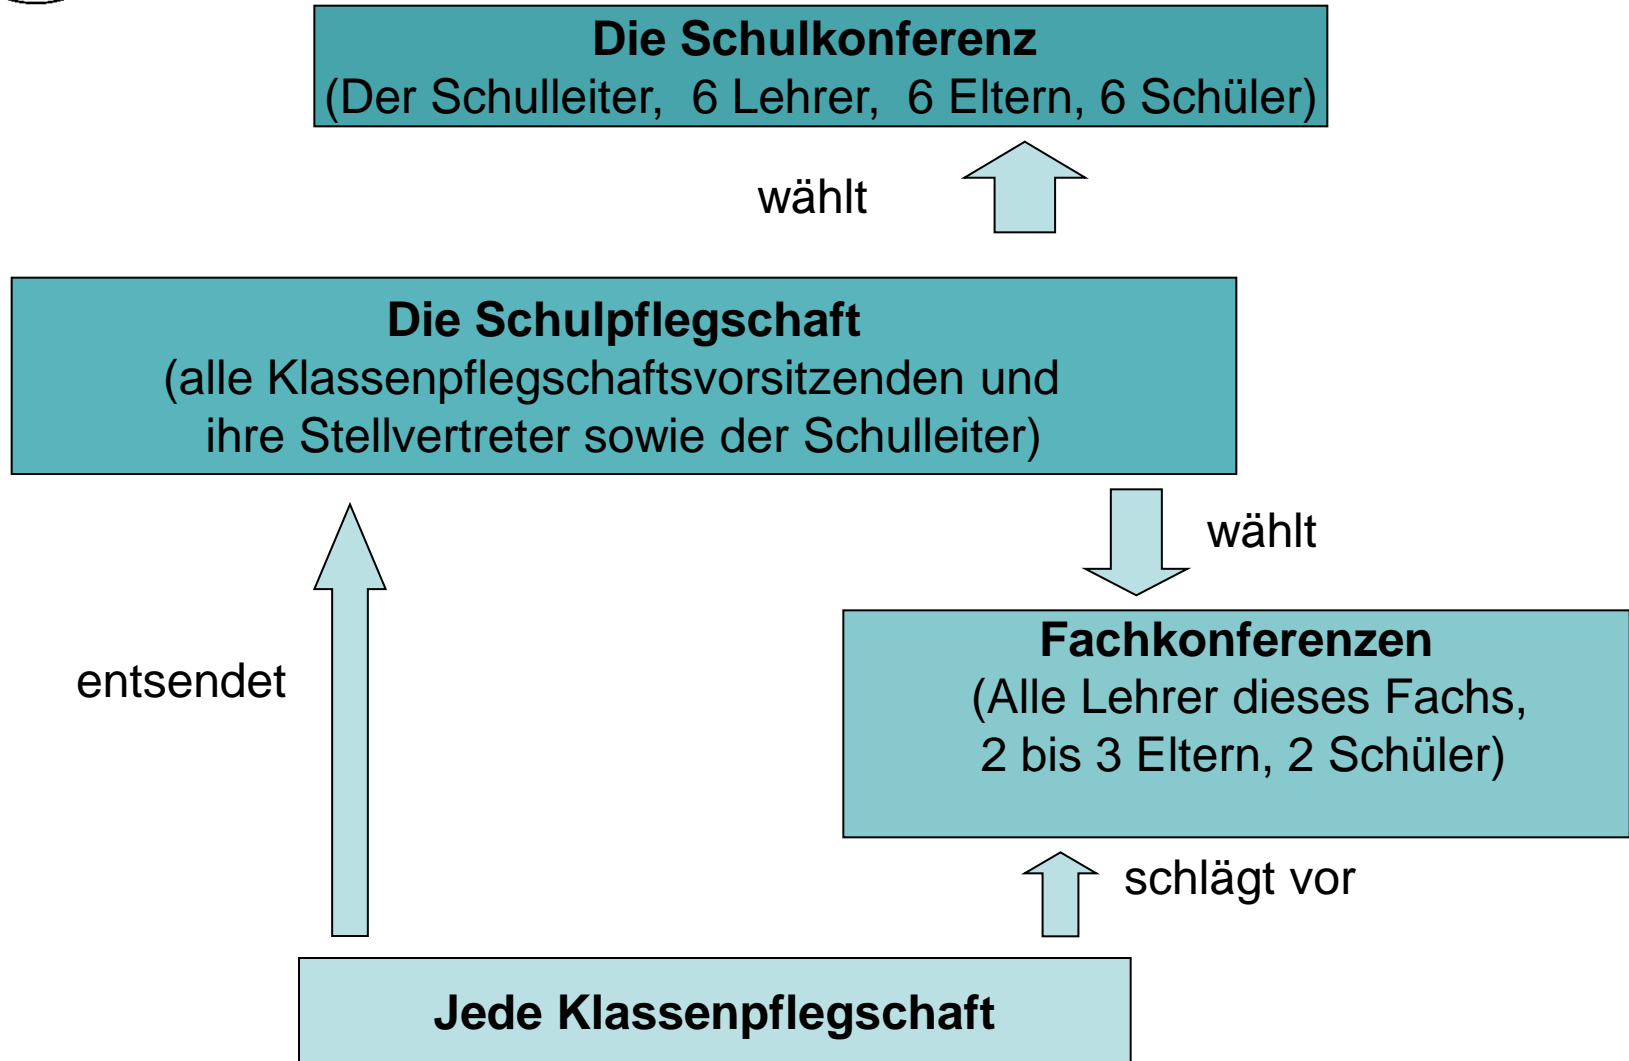 Die Schulkonferenz
(Der Schulleiter, 6 Lehrer, 6 Eltern, 6 Schüler)
wählt
Die Schulpflegschaft
(alle Klassenpflegschaftsvorsitzenden und
ihre Stellvertreter sowie der Schulleiter)
wählt
entsendet
Fachkonferenzen
(Alle Lehrer dieses Fachs,
2 bis 3 Eltern, 2 Schüler)
schlägt vor
Jede Klassenpflegschaft